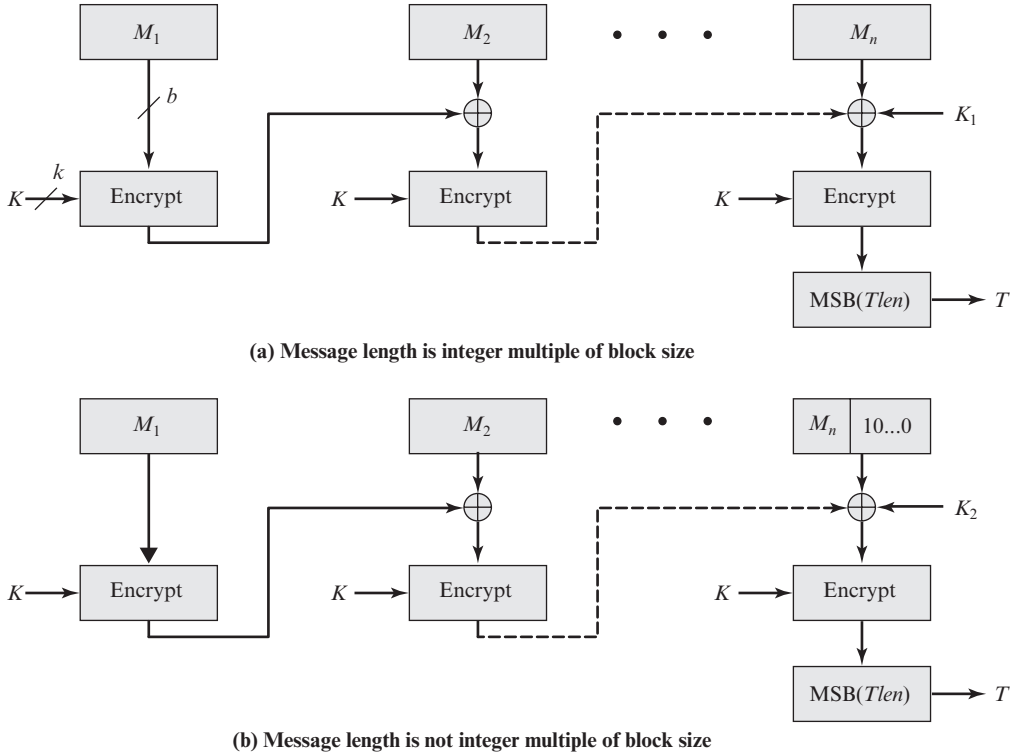 M₁ M₂ • • • Mₙ
b
K₁
k
K Encrypt K Encrypt K Encrypt
MSB(Tlen) T
(a) Message length is integer multiple of block size
M₁ M₂ • • • Mₙ 10...0
K₂
K Encrypt K Encrypt K Encrypt
MSB(Tlen) T
(b) Message length is not integer multiple of block size